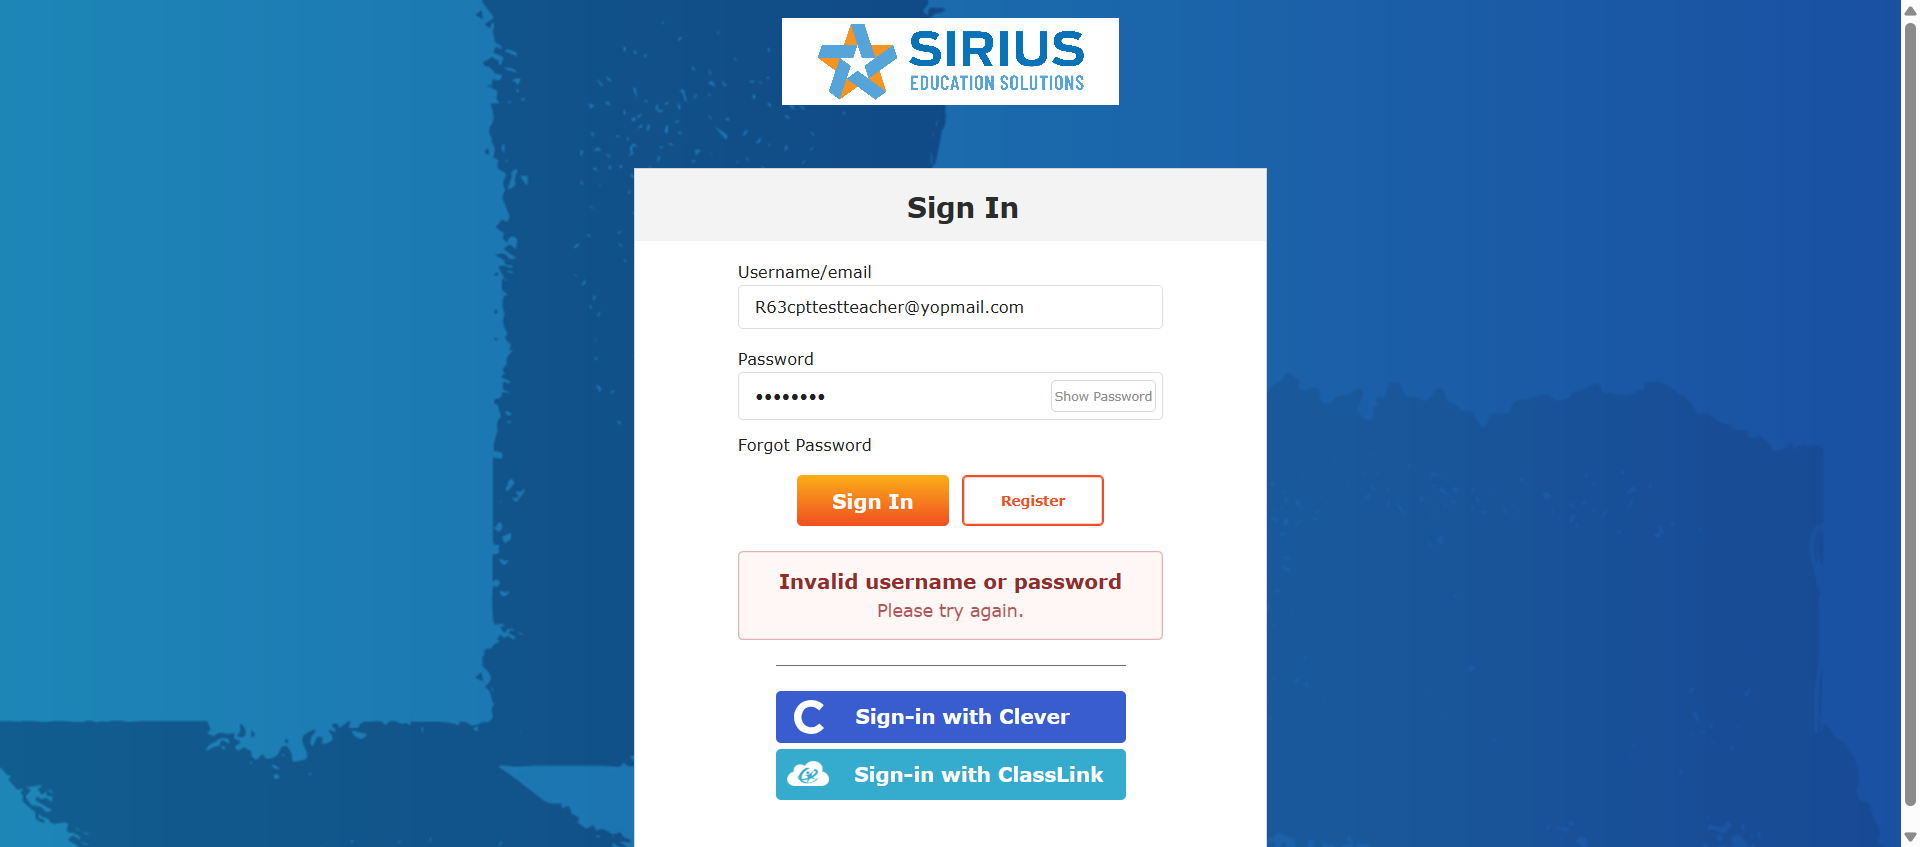 SIRIUS
EDUCATION SOLUTIONS
Sign In
Username/email
R63cpttestteacher@yopmail.com
Password
••••••••
Show Password
Forgot Password
Sign In
Register
Invalid username or password
Please try again.
Sign-in with Clever
Sign-in with ClassLink